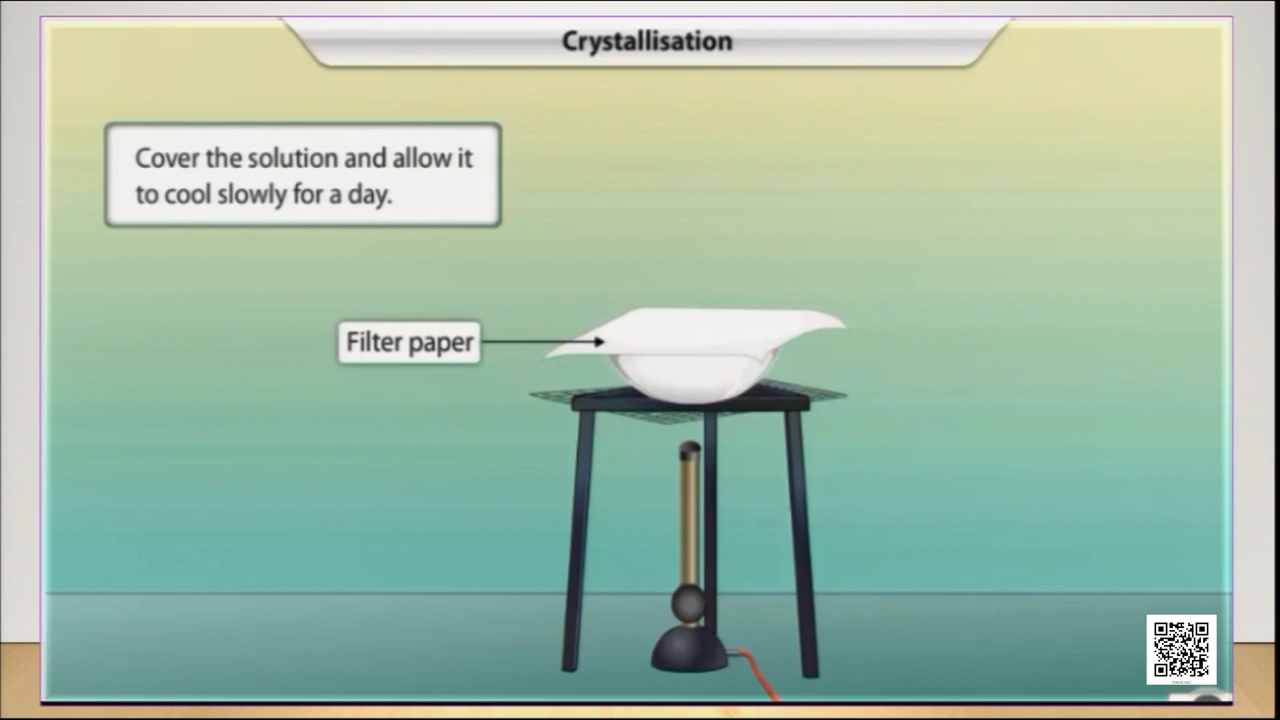 Crystallisation
Cover the solution and allow it
to cool slowly for a day.
Filter paper